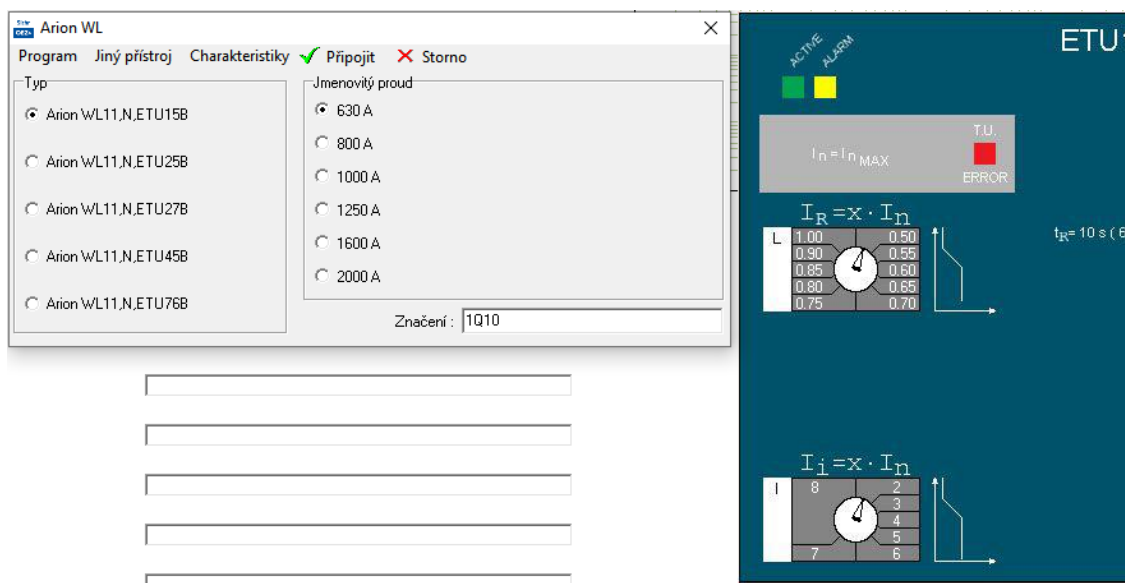 Arion WL
Program Jiný přístroj Charakteristiky Připojit Storno
Typ
Arion WL11,N,ETU15B
Arion WL11,N,ETU25B
Arion WL11,N,ETU27B
Arion WL11,N,ETU45B
Arion WL11,N,ETU76B
Jmenovitý proud
630 A
800 A
1000 A
1250 A
1600 A
2000 A
Značení : 1Q10
ETU1
ACTIVE
ALARM
T.U.
In=InMAX
ERROR
IR=x·In
L
1.00 0.50
0.90 0.55
0.85 0.60
0.80 0.65
0.75 0.70
tR= 10 s ( 6
Ii=x·In
I
8 2
3
4
5
7 6